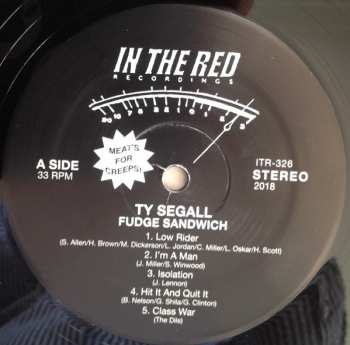 IN THE RED
RECORDINGS
A SIDE
33 RPM
MEAT'S
FOR
CREEPS!
ITR-326
STEREO
2018
TY SEGALL
FUDGE SANDWICH
1. Low Rider
(S. Allen/H. Brown/M. Dickerson/L. Jordan/C. Miller/L. Oskar/H. Scott)
2. I'm A Man
(J. Miller/S. Winwood)
3. Isolation
(J. Lennon)
4. Hit It And Quit It
(B. Nelson/G. Shila/G. Clinton)
5. Class War
(The Dils)